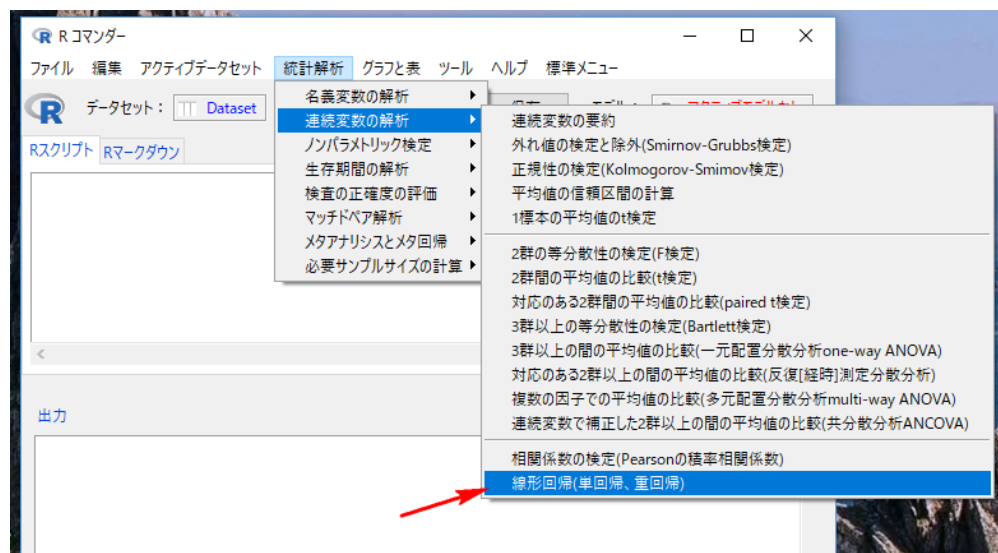 R R コマンダー
ファイル 編集 アクティブデータセット 統計解析 グラフと表 ツール ヘルプ 標準メニュー
R データセット： Dataset
Rスクリプト Rマークダウン
名義変数の解析
連続変数の解析
ノンパラメトリック検定
生存期間の解析
検査の正確度の評価
マッチドペア解析
メタアナリシスとメタ回帰
必要サンプルサイズの計算
連続変数の要約
外れ値の検定と除外(Smirnov-Grubbs検定)
正規性の検定(Kolmogorov-Smirnov検定)
平均値の信頼区間の計算
1標本の平均値のt検定
2群の等分散性の検定(F検定)
2群間の平均値の比較(t検定)
対応のある2群間の平均値の比較(paired t検定)
3群以上の等分散性の検定(Bartlett検定)
3群以上の間の平均値の比較(一元配置分散分析one-way ANOVA)
対応のある2群以上の間の平均値の比較(反復[経時]測定分散分析)
複数の因子での平均値の比較(多元配置分散分析multi-way ANOVA)
連続変数で補正した2群以上の間の平均値の比較(共分散分析ANCOVA)
相関係数の検定(Pearsonの積率相関係数)
線形回帰(単回帰、重回帰)
出力